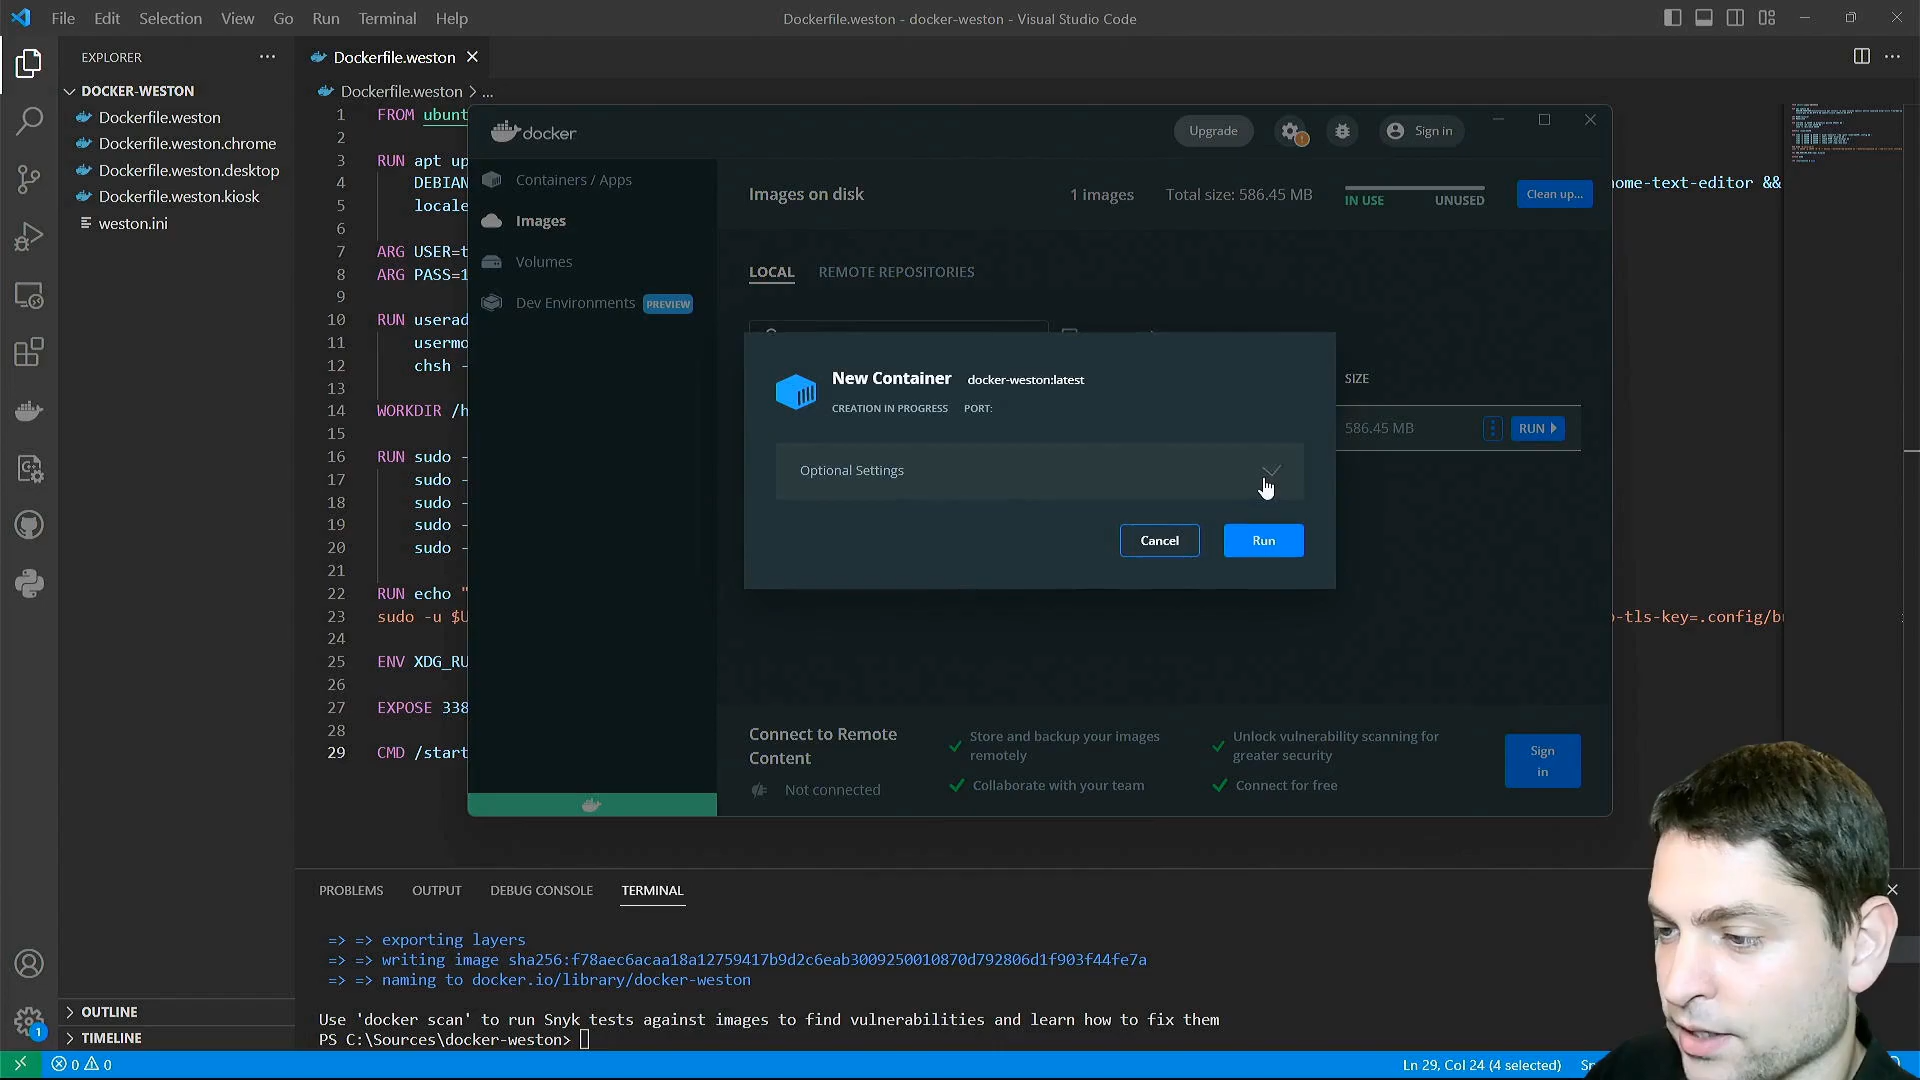 File Edit Selection View Go Run Terminal Help
Dockerfile.weston - docker-weston - Visual Studio Code
EXPLORER
DOCKER-WESTON
Dockerfile.weston
Dockerfile.weston.chrome
Dockerfile.weston.desktop
Dockerfile.weston.kiosk
weston.ini
OUTLINE
TIMELINE
1
Dockerfile.weston
Dockerfile.weston > ...
1 FROM ubunt
2
3 RUN apt up
4 DEBIAN ome-text-editor &&
5 locale
6
7 ARG USER=t
8 ARG PASS=1
9
10 RUN userad
11 usermo
12 chsh -
13
14 WORKDIR /h
15
16 RUN sudo -
17 sudo -
18 sudo -
19 sudo -
20 sudo -
21
22 RUN echo "
23 sudo -u $U -tls-key=.config/b
24
25 ENV XDG_RU
26
27 EXPOSE 338
28
29 CMD /start
docker
Upgrade
Sign in
Containers / Apps
Images
Volumes
Dev Environments PREVIEW
Images on disk
1 images
Total size: 586.45 MB
IN USE UNUSED
Clean up...
LOCAL REMOTE REPOSITORIES
SIZE
586.45 MB
RUN
New Container docker-weston:latest
CREATION IN PROGRESS PORT:
Optional Settings
Cancel
Run
Connect to Remote
Content
Not connected
Store and backup your images
remotely
Collaborate with your team
Unlock vulnerability scanning for
greater security
Connect for free
Sign
in
PROBLEMS OUTPUT DEBUG CONSOLE TERMINAL
=> => exporting layers
=> => writing image sha256:f78aec6acaa18a12759417b9d2c6eab3009250010870d792806d1f903f44fe7a
=> => naming to docker.io/library/docker-weston
Use 'docker scan' to run Snyk tests against images to find vulnerabilities and learn how to fix them
PS C:\Sources\docker-weston>
0 0
Ln 29, Col 24 (4 selected)